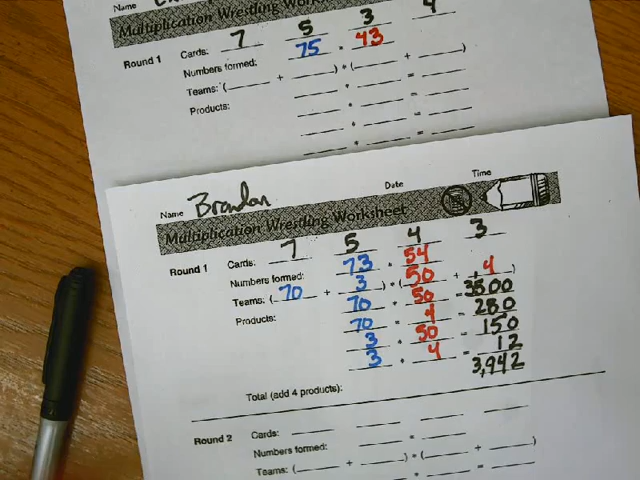 Name
Multiplication Wrestling Works
Round 1 Cards: 7 5 3 4
Numbers formed: 75 * 43
Teams: ( + ) * ( + )
Products: * =
* =
* =
* =
Name Brandan Date Time
Multiplication Wrestling Worksheet
Round 1 Cards: 7 5 4 3
Numbers formed: 73 * 54
Teams: ( 70 + 3 ) * ( 50 + 4 )
Products: 70 * 50 = 3500
70 * 4 = 280
3 * 50 = 150
3 * 4 = 12
3,942
Total (add 4 products):
Round 2 Cards:
Numbers formed: *
Teams: ( + ) * ( + )
* =